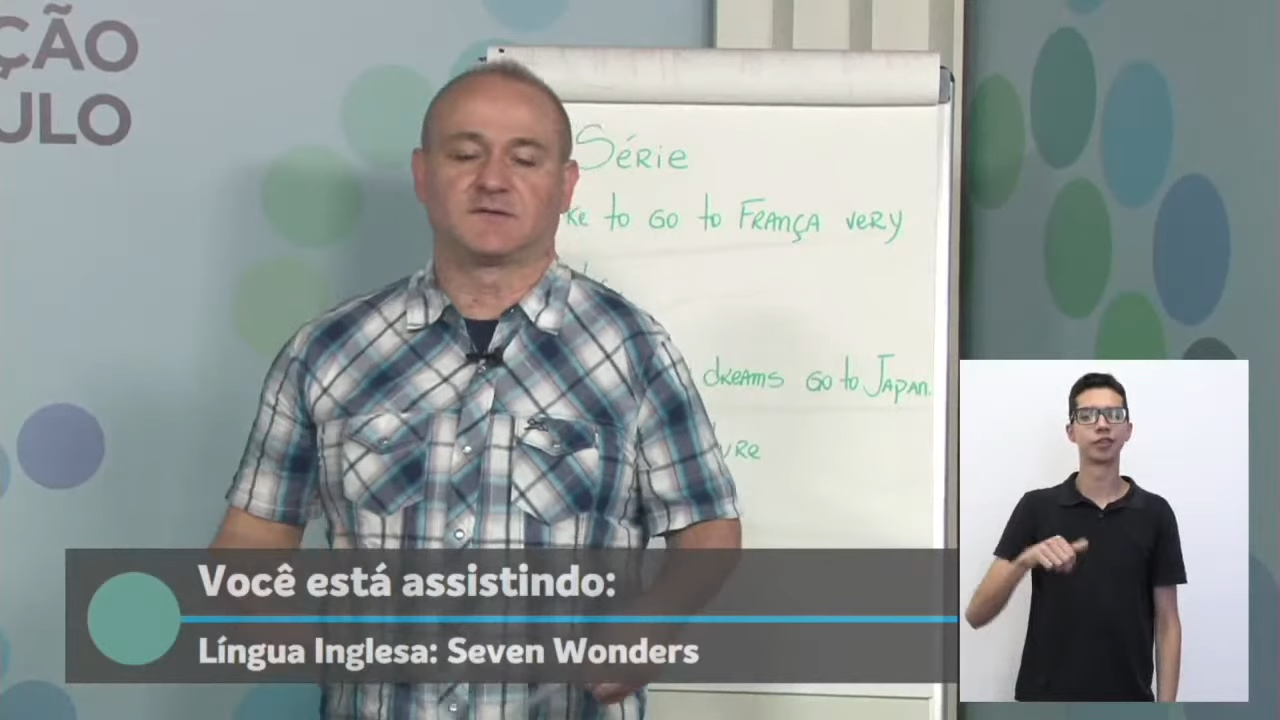 ÇÃO
ULO
Série
ke to go to França very
dreams go to Japan.
ure
Você está assistindo:
Língua Inglesa: Seven Wonders